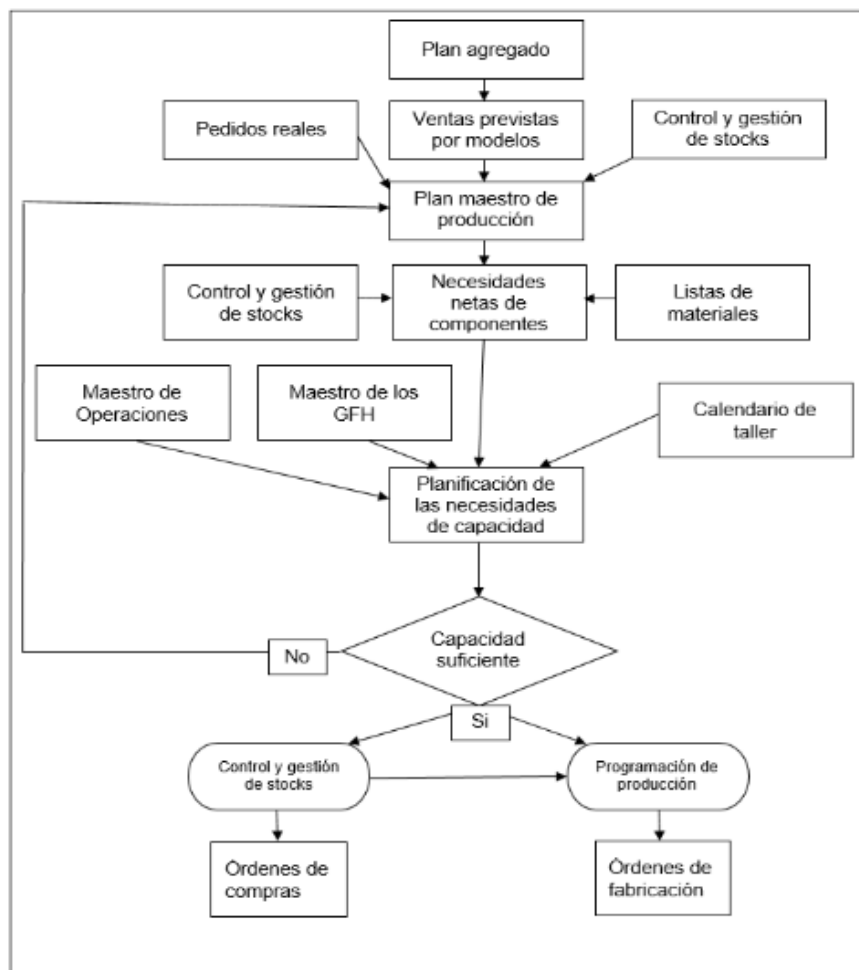 Plan agregado
Pedidos reales
Ventas previstas
por modelos
Control y gestión
de stocks
Plan maestro de
producción
Control y gestión
de stocks
Necesidades
netas de
componentes
Listas de
materiales
Maestro de
Operaciones
Maestro de los
GFH
Calendario de
taller
Planificación de
las necesidades
de capacidad
Capacidad
suficiente
No
Si
Control y gestión
de stocks
Programación de
producción
Órdenes de
compras
Órdenes de
fabricación